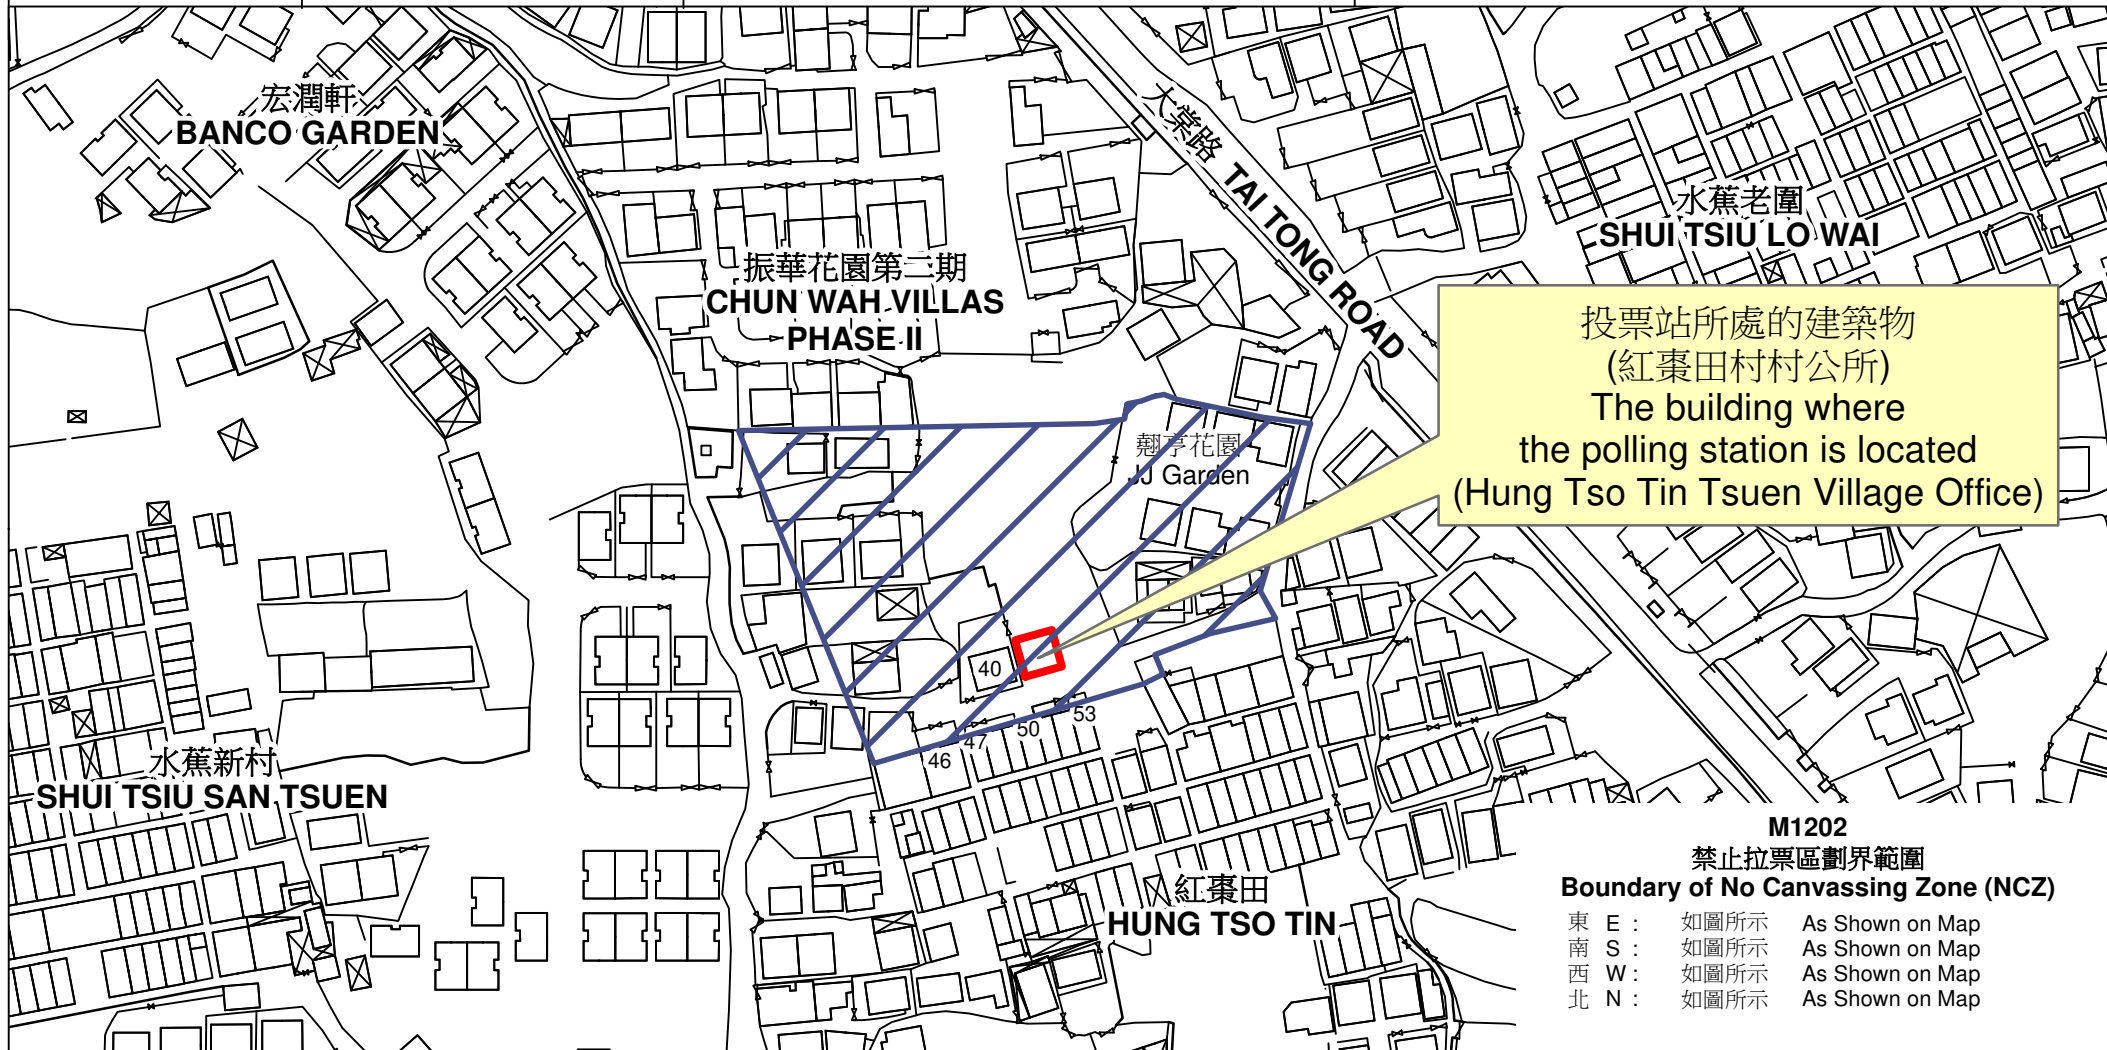 宏潤軒
BANCO GARDEN
大棠路 TAI TONG ROAD
水蕉老圍
SHUI TSIU LO WAI
振華花園第二期
CHUN WAH VILLAS
PHASE II
投票站所處的建築物
(紅棗田村村公所)
The building where
the polling station is located
(Hung Tso Tin Tsuen Village Office)
翹亨花園
JJ Garden
40
53
50
47
46
水蕉新村
SHUI TSIU SAN TSUEN
紅棗田
HUNG TSO TIN
M1202
禁止拉票區劃界範圍
Boundary of No Canvassing Zone (NCZ)
東 E : 如圖所示 As Shown on Map
南 S : 如圖所示 As Shown on Map
西 W : 如圖所示 As Shown on Map
北 N : 如圖所示 As Shown on Map